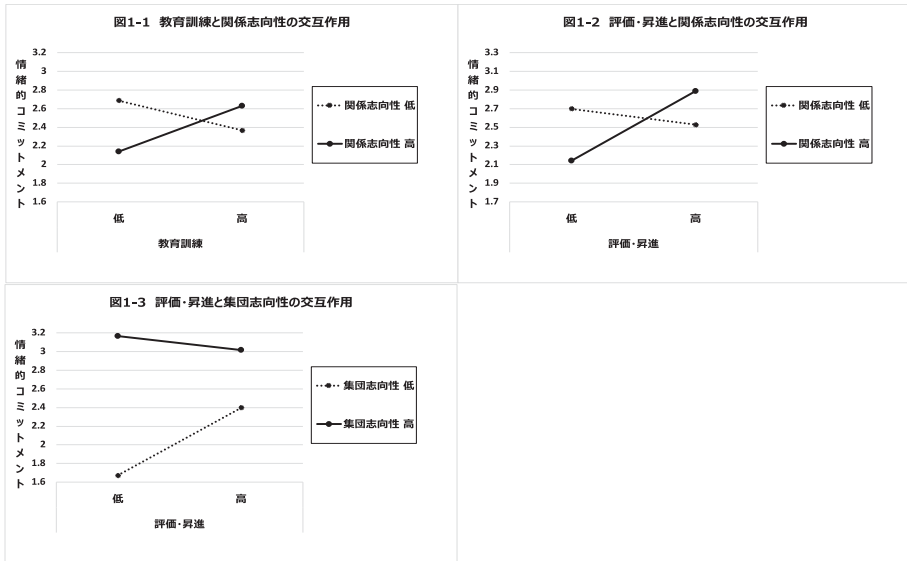 図1-1 教育訓練と関係志向性の交互作用
情緒的コミットメント
3.2
3
2.8
2.6
2.4
2.2
2
1.8
1.6
低
高
教育訓練
関係志向性 低
関係志向性 高
図1-2 評価・昇進と関係志向性の交互作用
情緒的コミットメント
3.3
3.1
2.9
2.7
2.5
2.3
2.1
1.9
1.7
低
高
評価・昇進
関係志向性 低
関係志向性 高
図1-3 評価・昇進と集団志向性の交互作用
情緒的コミットメント
3.2
3
2.8
2.6
2.4
2.2
2
1.8
1.6
低
高
評価・昇進
集団志向性 低
集団志向性 高